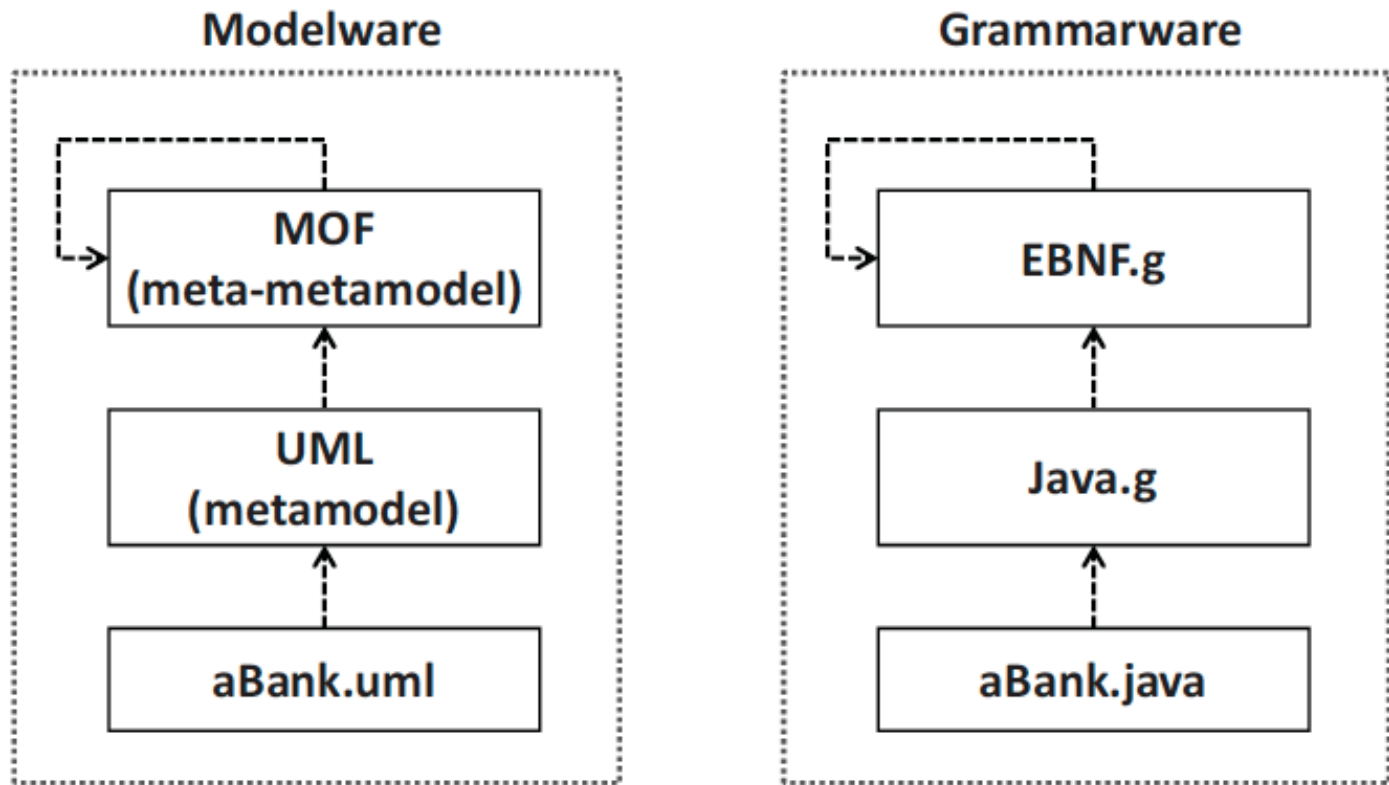 Modelware
MOF
(meta-metamodel)
UML
(metamodel)
aBank.uml
Grammarware
EBNF.g
Java.g
aBank.java